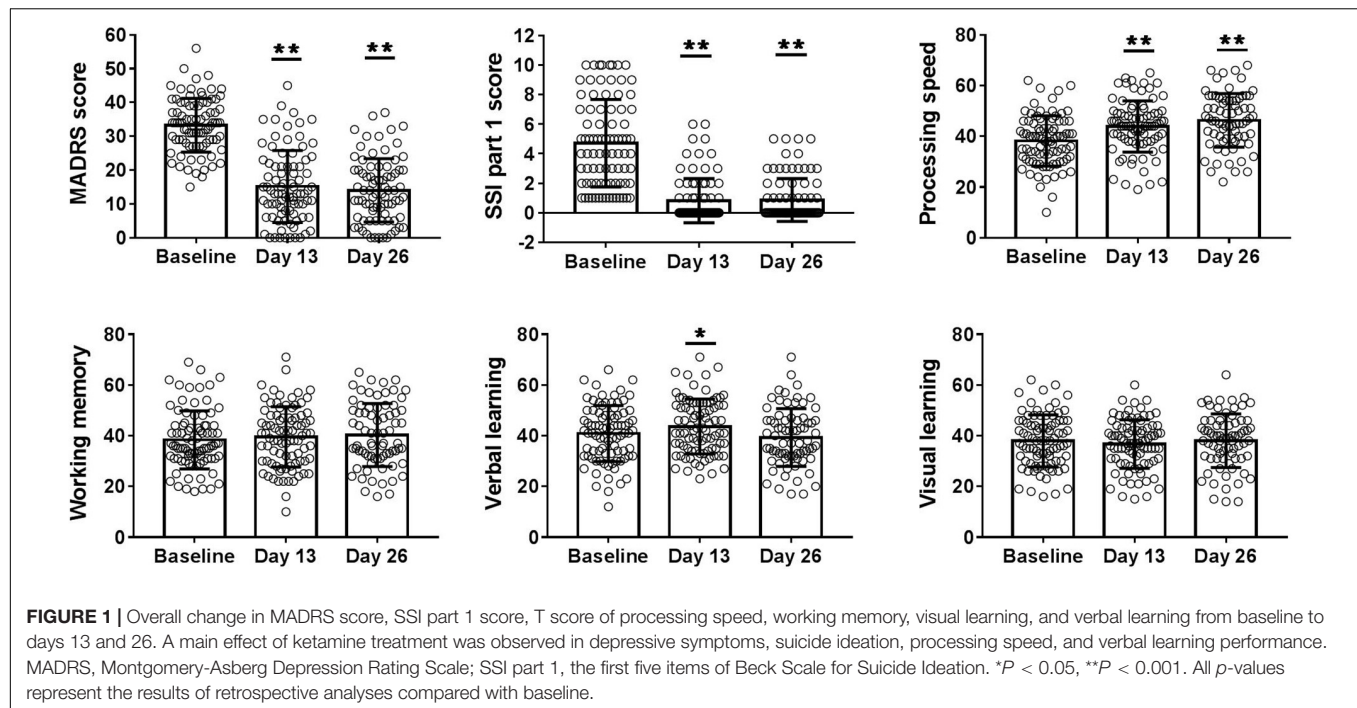 MADRS score
60
50
40
30
20
10
0
** **
Baseline Day 13 Day 26
SSI part 1 score
12
10
8
6
4
2
0
-2
** **
Baseline Day 13 Day 26
Processing speed
80
60
40
20
0
** **
Baseline Day 13 Day 26
Working memory
80
60
40
20
0
Baseline Day 13 Day 26
Verbal learning
80
60
40
20
0
*
Baseline Day 13 Day 26
Visual learning
80
60
40
20
0
Baseline Day 13 Day 26
FIGURE 1 | Overall change in MADRS score, SSI part 1 score, T score of processing speed, working memory, visual learning, and verbal learning from baseline to
days 13 and 26. A main effect of ketamine treatment was observed in depressive symptoms, suicide ideation, processing speed, and verbal learning performance.
MADRS, Montgomery-Asberg Depression Rating Scale; SSI part 1, the first five items of Beck Scale for Suicide Ideation. *P < 0.05, **P < 0.001. All p-values
represent the results of retrospective analyses compared with baseline.